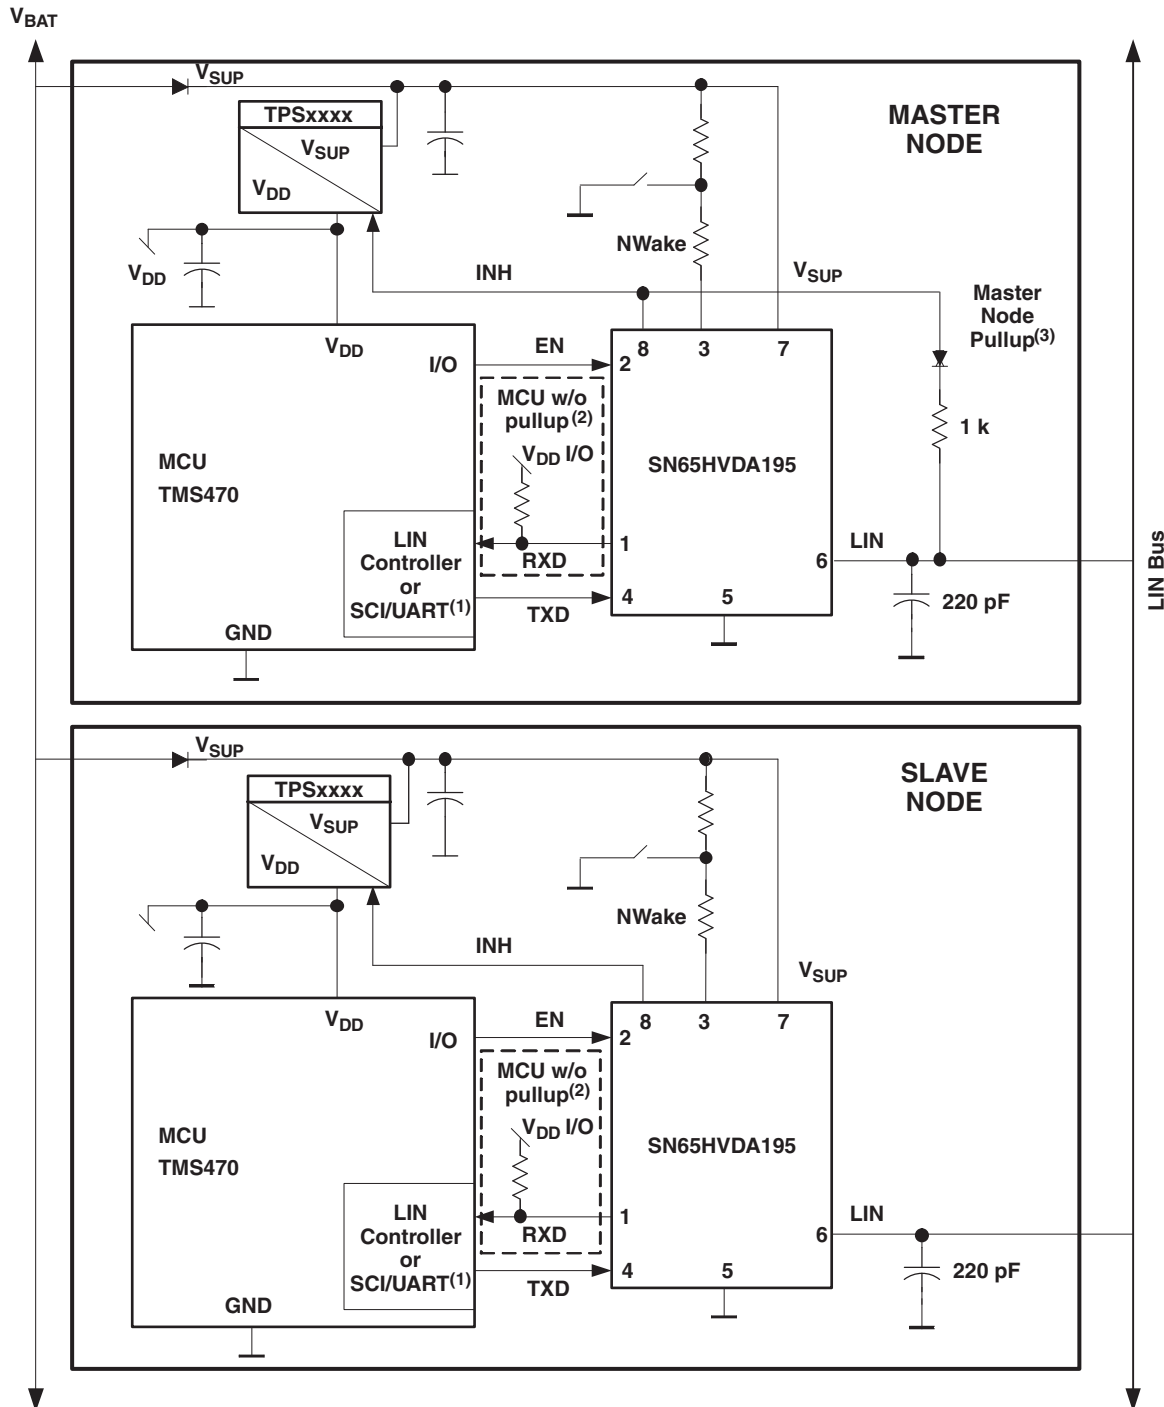 VBAT
VSUP
TPSxxxx
VSUP
VDD
MASTER
NODE
NWake
VDD
INH
VSUP
Master
Node
Pullup(3)
VDD
I/O
EN
2
8
3
7
MCU w/o
pullup(2)
VDD I/O
1 k
MCU
TMS470
SN65HVDA195
LIN
Controller
or
SCI/UART(1)
RXD
1
TXD
4
5
6
LIN
220 pF
GND
LIN Bus
VSUP
TPSxxxx
VSUP
VDD
SLAVE
NODE
NWake
INH
VSUP
VDD
I/O
EN
2
8
3
7
MCU w/o
pullup(2)
VDD I/O
MCU
TMS470
SN65HVDA195
LIN
Controller
or
SCI/UART(1)
RXD
1
TXD
4
5
6
LIN
220 pF
GND